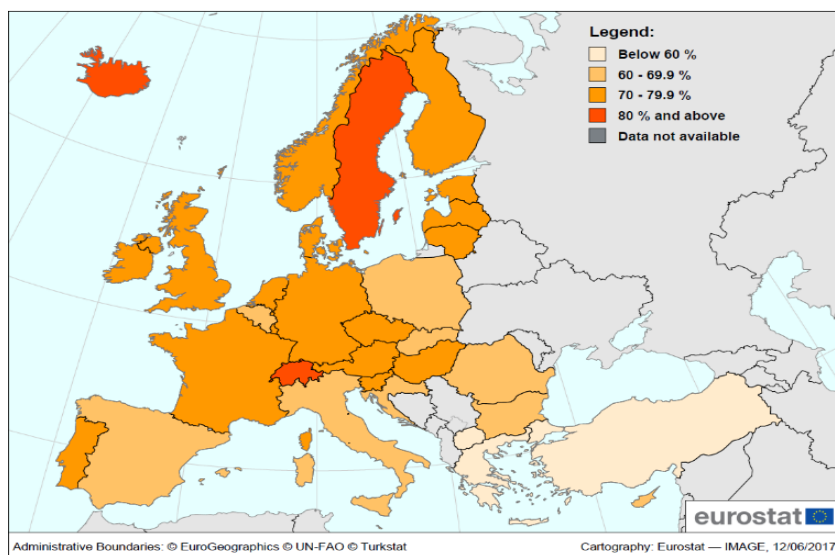 Legend:
Below 60 %
60 - 69.9 %
70 - 79.9 %
80 % and above
Data not available
eurostat
Administrative Boundaries: © EuroGeographics © UN-FAO © Turkstat
Cartography: Eurostat — IMAGE, 12/06/2017